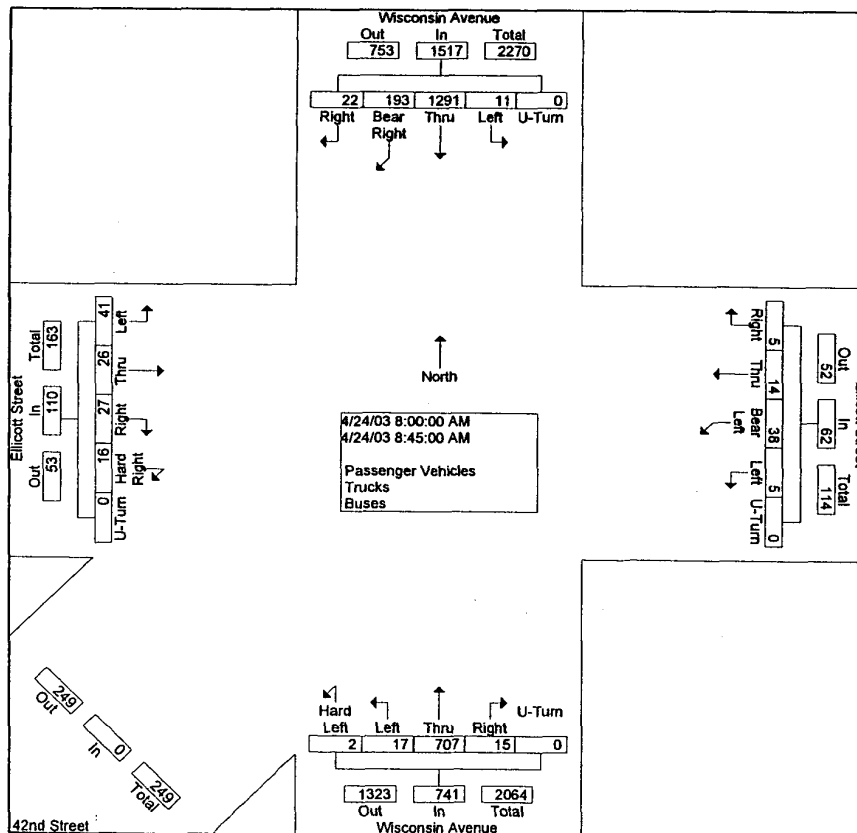 Wisconsin Avenue
Out In Total
753 1517 2270
22 193 1291 11 0
Right Bear Right Thru Left U-Turn
Ellicott Street
Total In Out
163 110 53
41 26 27 16 0
Left Thru Right Hard Right U-Turn
North
4/24/03 8:00:00 AM
4/24/03 8:45:00 AM
Passenger Vehicles
Trucks
Buses
Right Thru Bear Left Left U-Turn
5 14 38 5 0
Out In Total
52 62 114
Hard Left Left Thru Right U-Turn
2 17 707 15 0
1323 741 2064
Out In Total
Wisconsin Avenue
249 0 249
Out In Total
42nd Street